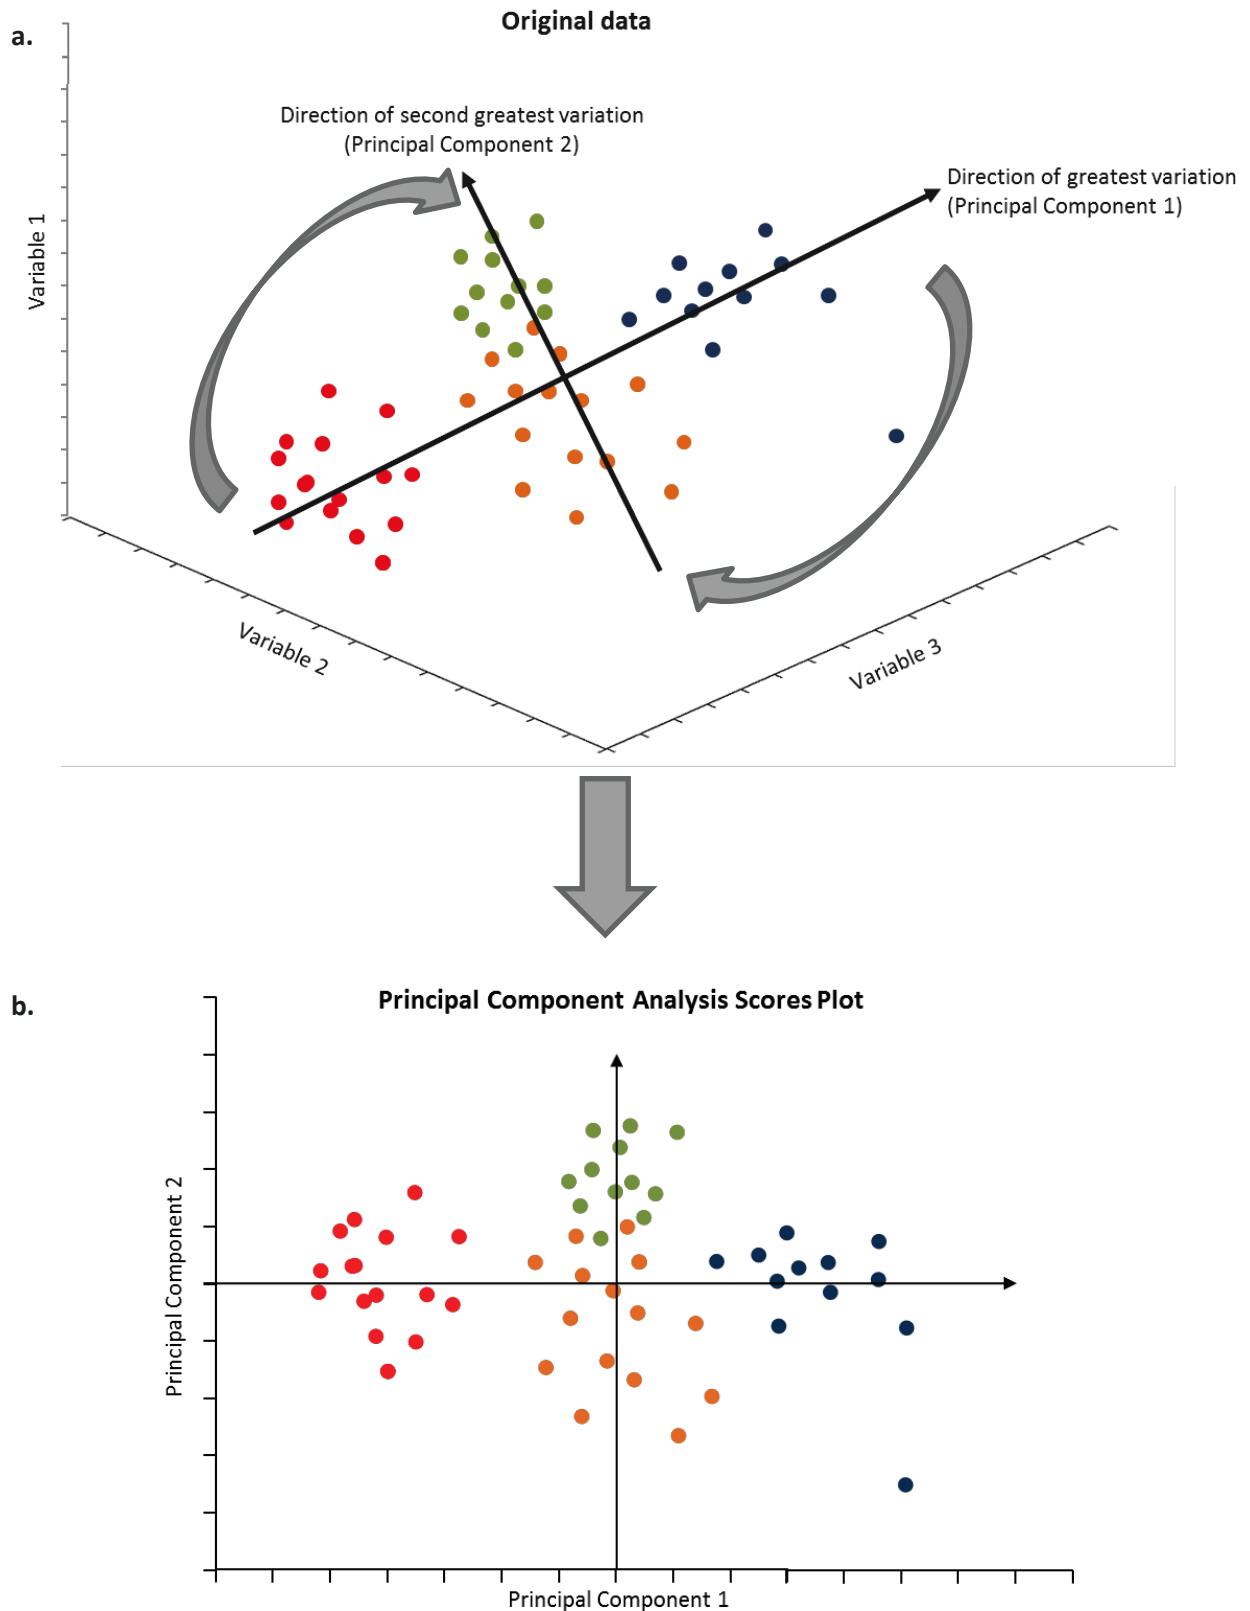 a.
Original data
Direction of second greatest variation
(Principal Component 2)
Direction of greatest variation
(Principal Component 1)
Variable 1
Variable 2
Variable 3
b.
Principal Component Analysis Scores Plot
Principal Component 2
Principal Component 1